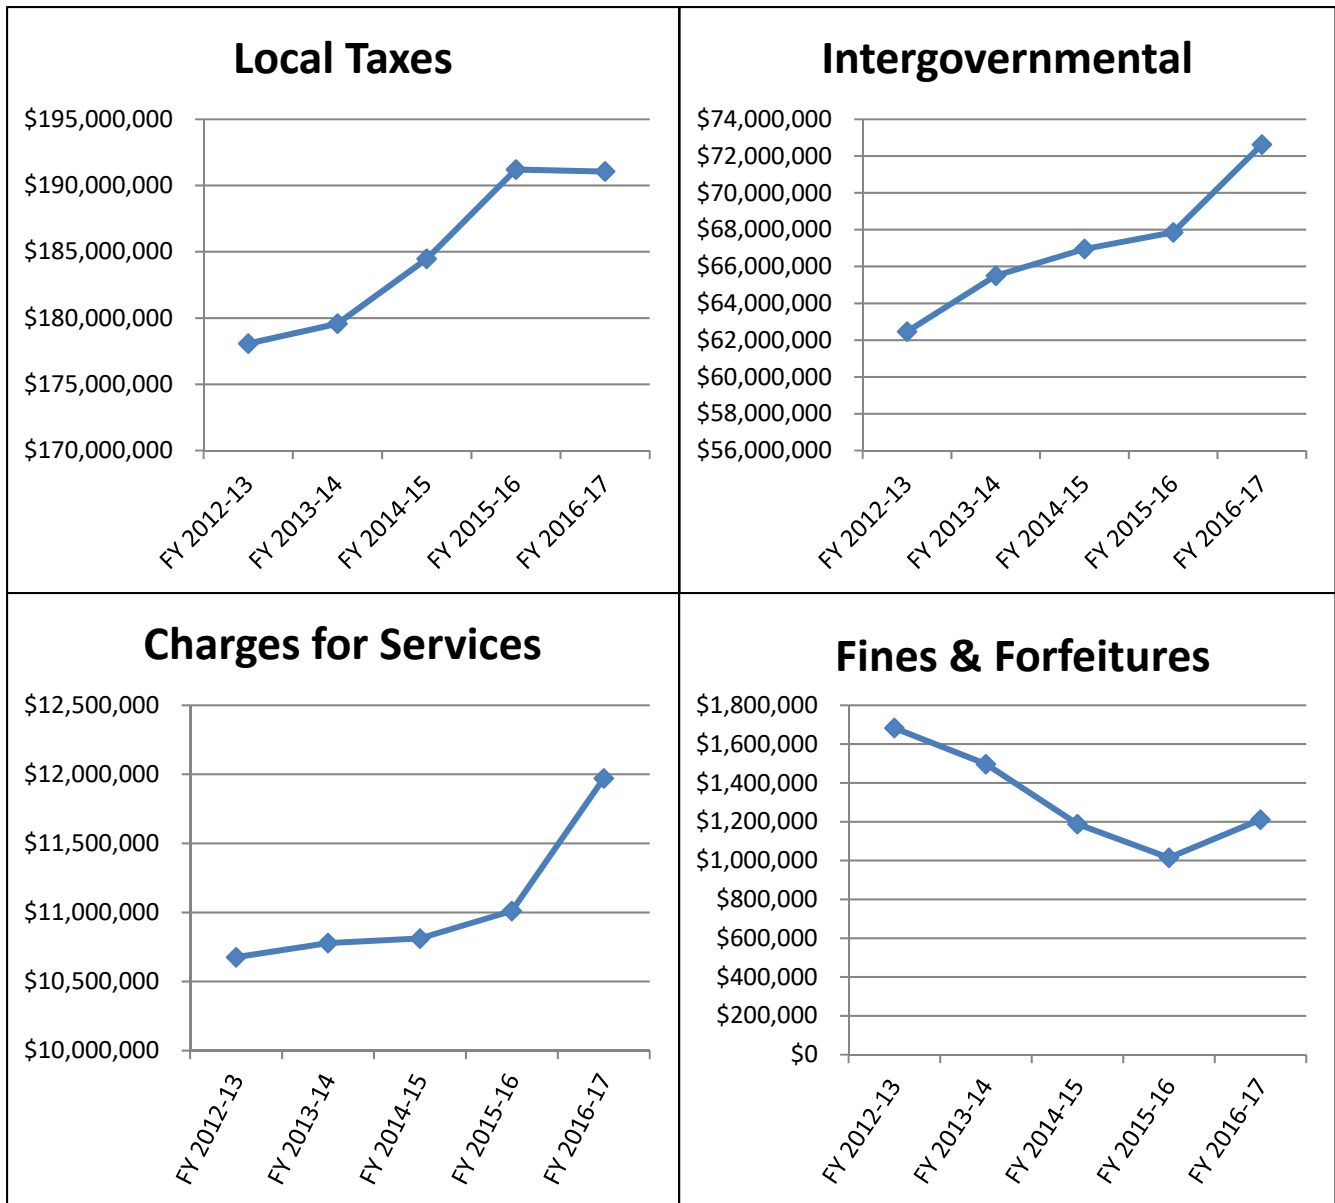 Local Taxes
$195,000,000
$190,000,000
$185,000,000
$180,000,000
$175,000,000
$170,000,000
FY 2012-13
FY 2013-14
FY 2014-15
FY 2015-16
FY 2016-17
Intergovernmental
$74,000,000
$72,000,000
$70,000,000
$68,000,000
$66,000,000
$64,000,000
$62,000,000
$60,000,000
$58,000,000
$56,000,000
FY 2012-13
FY 2013-14
FY 2014-15
FY 2015-16
FY 2016-17
Charges for Services
$12,500,000
$12,000,000
$11,500,000
$11,000,000
$10,500,000
$10,000,000
FY 2012-13
FY 2013-14
FY 2014-15
FY 2015-16
FY 2016-17
Fines & Forfeitures
$1,800,000
$1,600,000
$1,400,000
$1,200,000
$1,000,000
$800,000
$600,000
$400,000
$200,000
$0
FY 2012-13
FY 2013-14
FY 2014-15
FY 2015-16
FY 2016-17